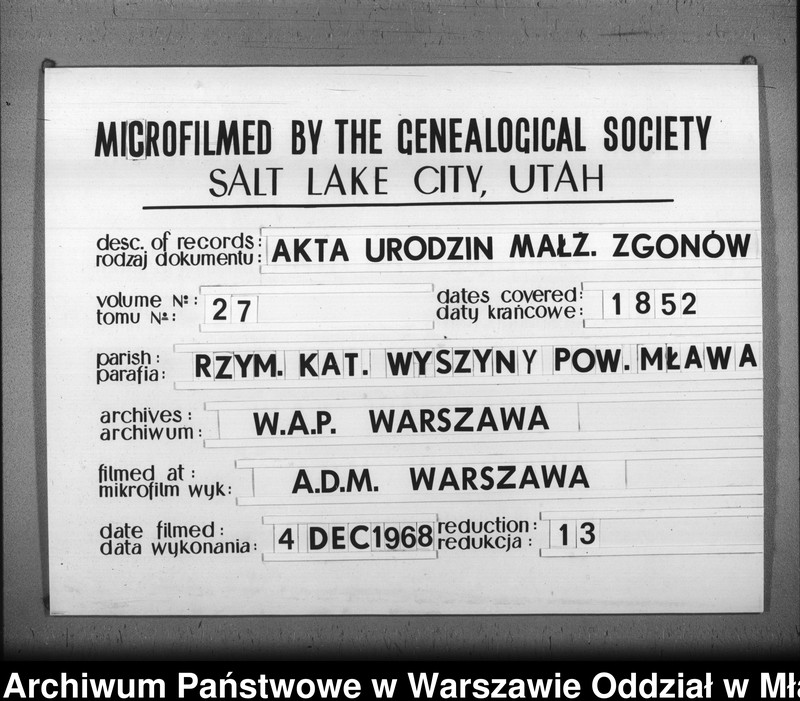 MICROFILMED BY THE GENEALOGICAL SOCIETY
SALT LAKE CITY, UTAH
desc. of records: AKTA URODZIN MAŁŻ. ZGONÓW
rodzaj dokumentu:
volume №: 27 dates covered: 1852
tomu №: daty krańcowe:
parish: RZYM. KAT. WYSZYNY POW. MŁAWA
parafia:
archives: W.A.P. WARSZAWA
archiwum:
filmed at: A.D.M. WARSZAWA
mikrofilm wyk:
date filmed: 4 DEC 1968 reduction: 13
data wykonania: redukcja:
Archiwum Państwowe w Warszawie Oddział w Mła